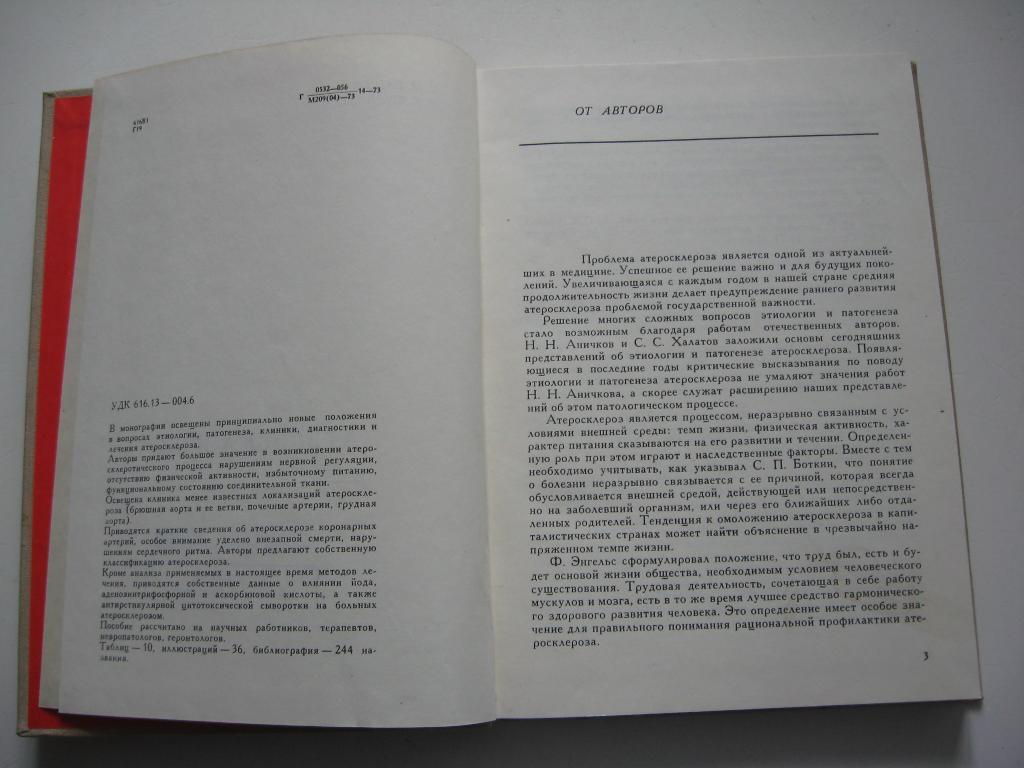 0532—056
Г ———— 14—73
М209(04)—73
61681
Г19
УДК 616.13—004.6
В монографии освещены принципиально новые положения
в вопросах этиологии, патогенеза, клиники, диагностики и
лечения атеросклероза.
Авторы придают большое значение в возникновении атеро-
склеротического процесса нарушениям нервной регуляции,
отсутствию физической активности, избыточному питанию,
функциональному состоянию соединительной ткани.
Освещена клиника менее известных локализаций атероскле-
роза (брюшная аорта и ее ветви, почечные артерии, грудная
аорта).
Приводятся краткие сведения об атеросклерозе коронарных
артерий, особое внимание уделено внезапной смерти, нару-
шениям сердечного ритма. Авторы предлагают собственную
классификацию атеросклероза.
Кроме анализа применяемых в настоящее время методов ле-
чения, приводятся собственные данные о влиянии йода,
аденозинтрифосфорной и аскорбиновой кислоты, а также
антиретикулярной цитотоксической сыворотки на больных
атеросклерозом.
Пособие рассчитано на научных работников, терапевтов,
невропатологов, геронтологов.
Таблиц—10, иллюстраций—36, библиография—244 на-
звания.
ОТ АВТОРОВ
Проблема атеросклероза является одной из актуальней-
ших в медицине. Успешное ее решение важно и для будущих поко-
лений. Увеличивающаяся с каждым годом в нашей стране средняя
продолжительность жизни делает предупреждение раннего развития
атеросклероза проблемой государственной важности.
Решение многих сложных вопросов этиологии и патогенеза
стало возможным благодаря работам отечественных авторов.
Н. Н. Аничков и С. С. Халатов заложили основы сегодняшних
представлений об этиологии и патогенезе атеросклероза. Появля-
ющиеся в последние годы критические высказывания по поводу
этиологии и патогенеза атеросклероза не умаляют значения работ
Н. Н. Аничкова, а скорее служат расширению наших представле-
ний об этом патологическом процессе.
Атеросклероз является процессом, неразрывно связанным с ус-
ловиями внешней среды: темп жизни, физическая активность, ха-
рактер питания сказываются на его развитии и течении. Определен-
ную роль при этом играют и наследственные факторы. Вместе с тем
необходимо учитывать, как указывал С. П. Боткин, что понятие
о болезни неразрывно связывается с ее причиной, которая всегда
обусловливается внешней средой, действующей или непосредствен-
но на заболевший организм, или через его ближайших либо отда-
ленных родителей. Тенденция к омоложению атеросклероза в капи-
талистических странах может найти объяснение в чрезвычайно на-
пряженном темпе жизни.
Ф. Энгельс сформулировал положение, что труд был, есть и бу-
дет основой жизни общества, необходимым условием человеческого
существования. Трудовая деятельность, сочетающая в себе работу
мускулов и мозга, есть в то же время лучшее средство гармоническо-
го здорового развития человека. Это определение имеет особое зна-
чение для правильного понимания рациональной профилактики ате-
росклероза.
3